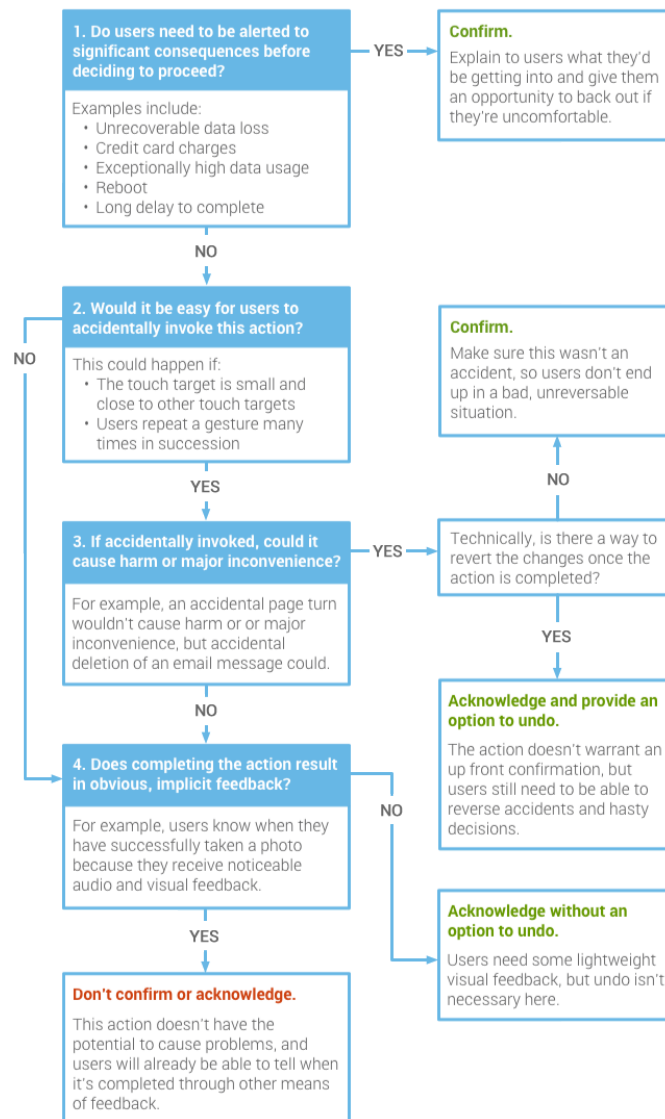 1. Do users need to be alerted to
significant consequences before
deciding to proceed?
Examples include:
• Unrecoverable data loss
• Credit card charges
• Exceptionally high data usage
• Reboot
• Long delay to complete
YES
Confirm.
Explain to users what they'd
be getting into and give them
an opportunity to back out if
they're uncomfortable.
NO
2. Would it be easy for users to
accidentally invoke this action?
This could happen if:
• The touch target is small and
close to other touch targets
• Users repeat a gesture many
times in succession
NO
YES
3. If accidentally invoked, could it
cause harm or major inconvenience?
For example, an accidental page turn
wouldn't cause harm or or major
inconvenience, but accidental
deletion of an email message could.
YES
Technically, is there a way to
revert the changes once the
action is completed?
NO
Confirm.
Make sure this wasn't an
accident, so users don't end
up in a bad, unreversable
situation.
YES
Acknowledge and provide an
option to undo.
The action doesn't warrant an
up front confirmation, but
users still need to be able to
reverse accidents and hasty
decisions.
NO
4. Does completing the action result
in obvious, implicit feedback?
For example, users know when they
have successfully taken a photo
because they receive noticeable
audio and visual feedback.
NO
Acknowledge without an
option to undo.
Users need some lightweight
visual feedback, but undo isn't
necessary here.
YES
Don't confirm or acknowledge.
This action doesn't have the
potential to cause problems, and
users will already be able to tell when
it's completed through other means
of feedback.